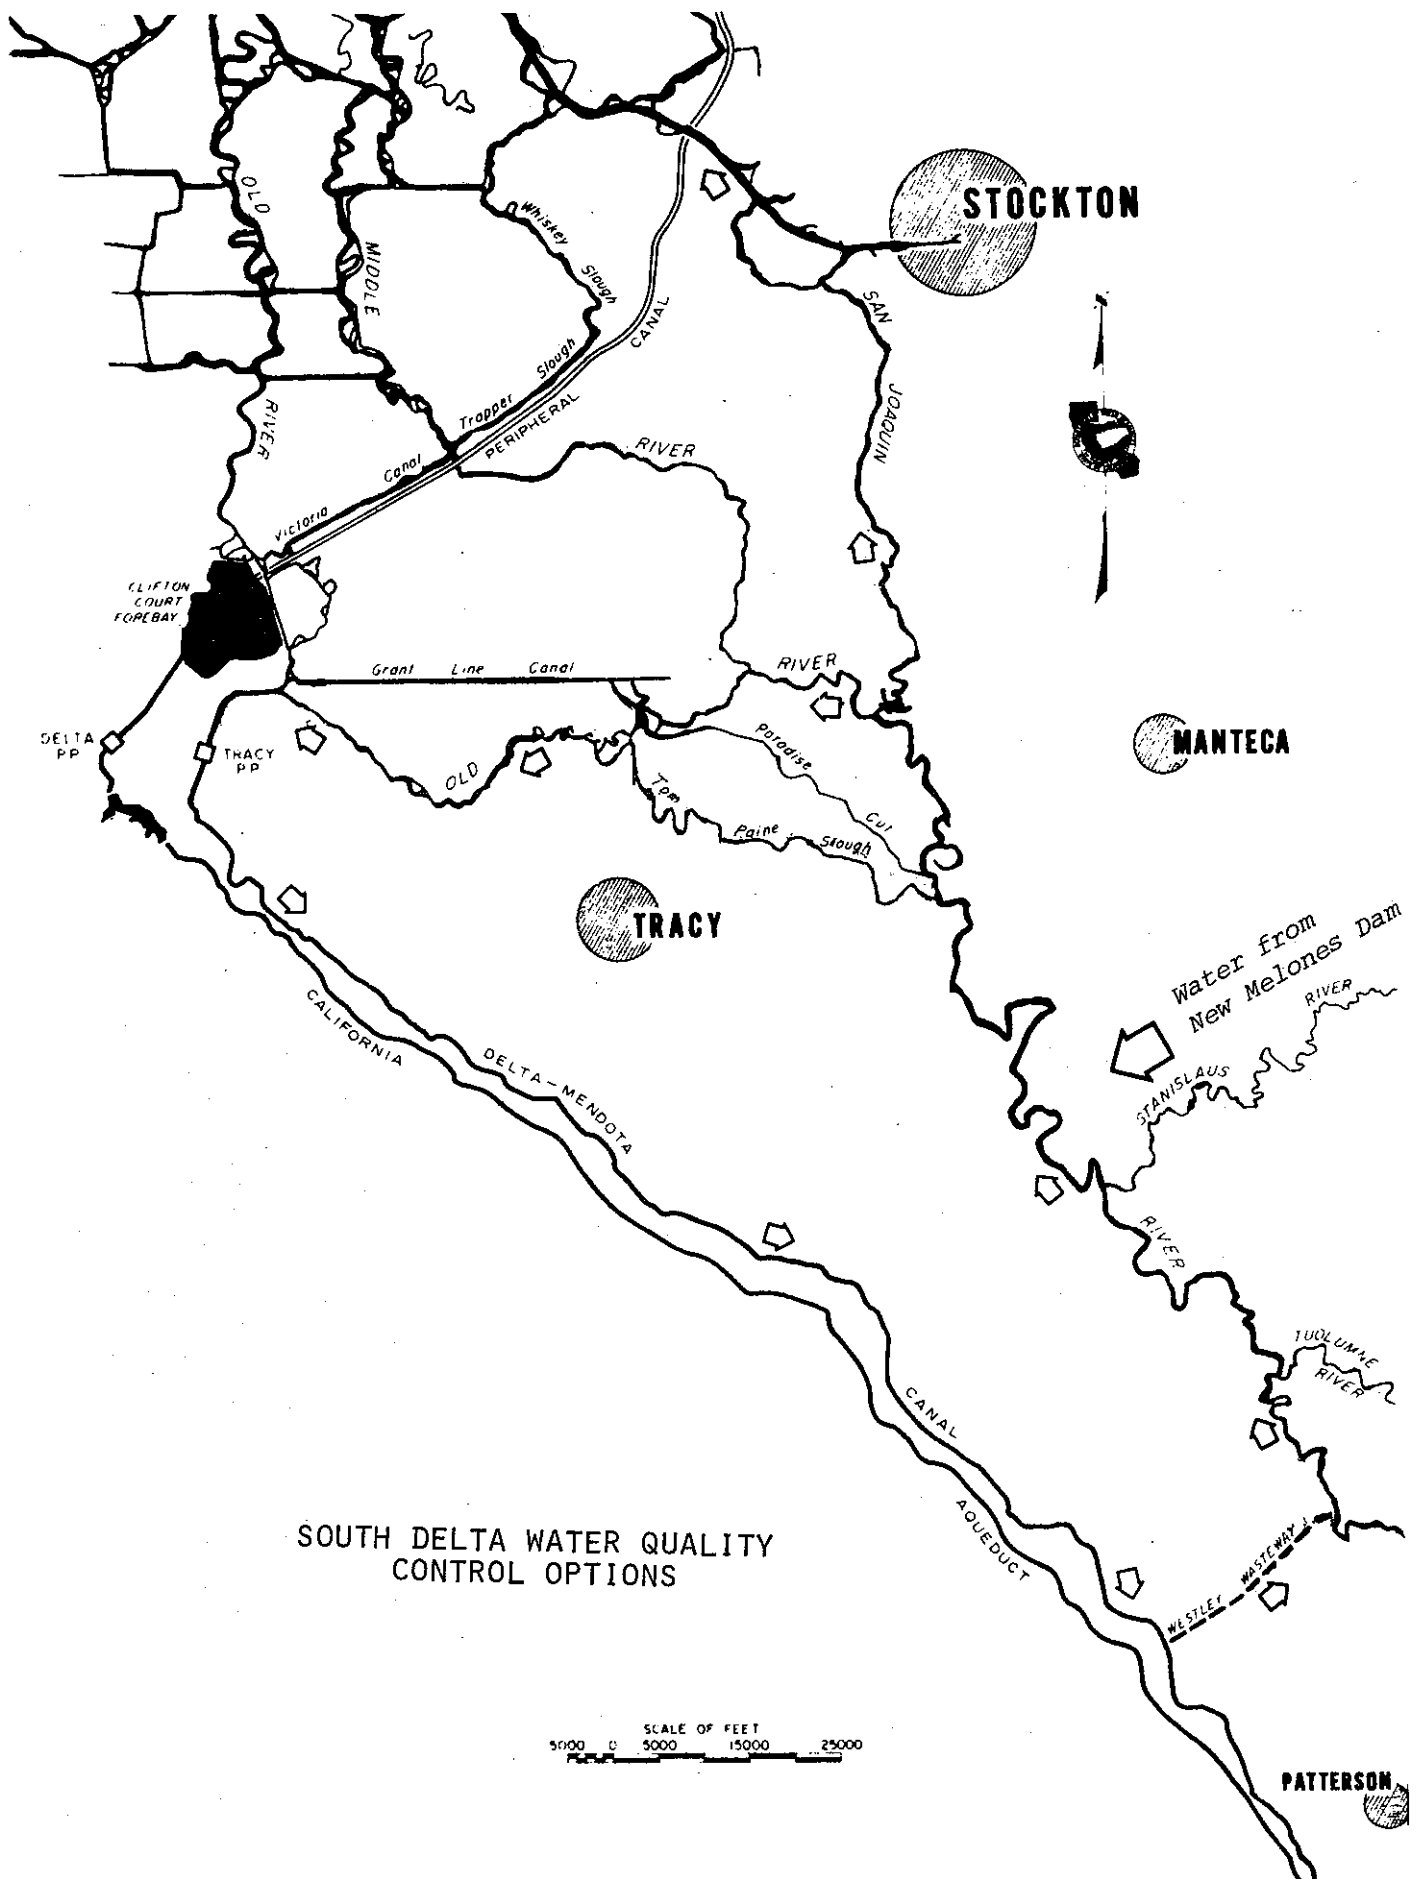 STOCKTON
OLD
Whiskey
Slough
MIDDLE
SAN
CANAL
Slough
JOAQUIN
Trapper
PERIPHERAL
RIVER
RIVER
Canal
Victoria
CLIFTON
COURT
FOREBAY
Grant Line Canal
RIVER
DELTA
PP
TRACY
PP
MANTECA
Paradise
OLD
Tom
Cut
Paine Slough
TRACY
Water from
New Melones Dam
RIVER
CALIFORNIA
DELTA-MENDOTA
STANISLAUS
RIVER
TUOLUMNE
RIVER
CANAL
AQUEDUCT
SOUTH DELTA WATER QUALITY
CONTROL OPTIONS
WESTLEY WASTEWAY
SCALE OF FEET
5000 0 5000 15000 25000
PATTERSON